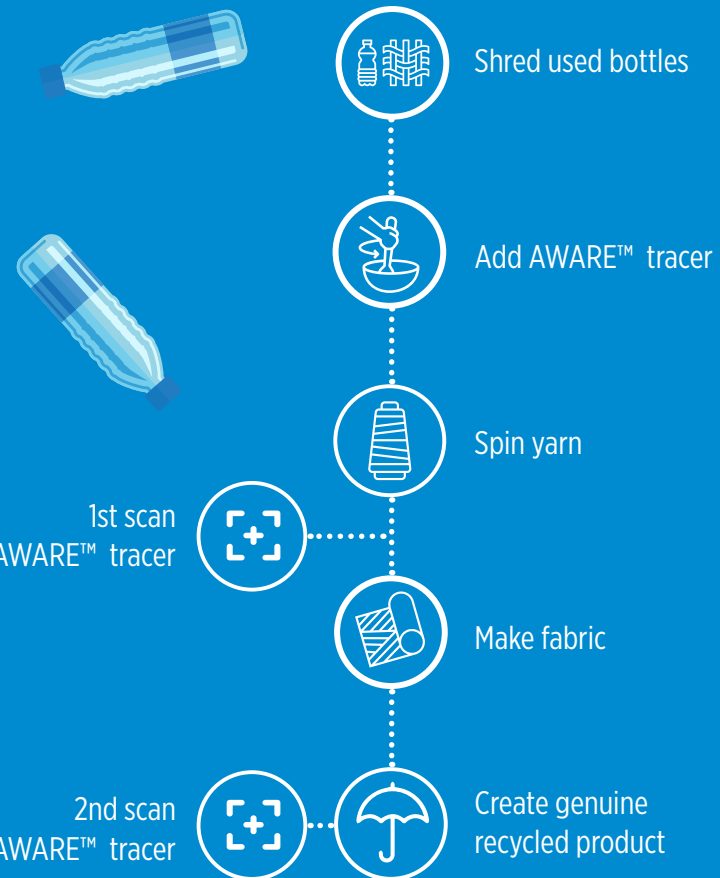 Shred used bottles
Add AWARE™ tracer
Spin yarn
1st scan
AWARE™ tracer
Make fabric
2nd scan
AWARE™ tracer
Create genuine
recycled product